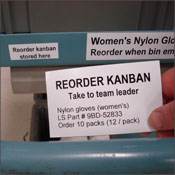 Reorder kanban
stored here
Women's Nylon Glo
Reorder when bin em
REORDER KANBAN
Take to team leader
Nylon gloves (women's)
LS Part # 9BD-52833
Order 10 packs (12 / pack)